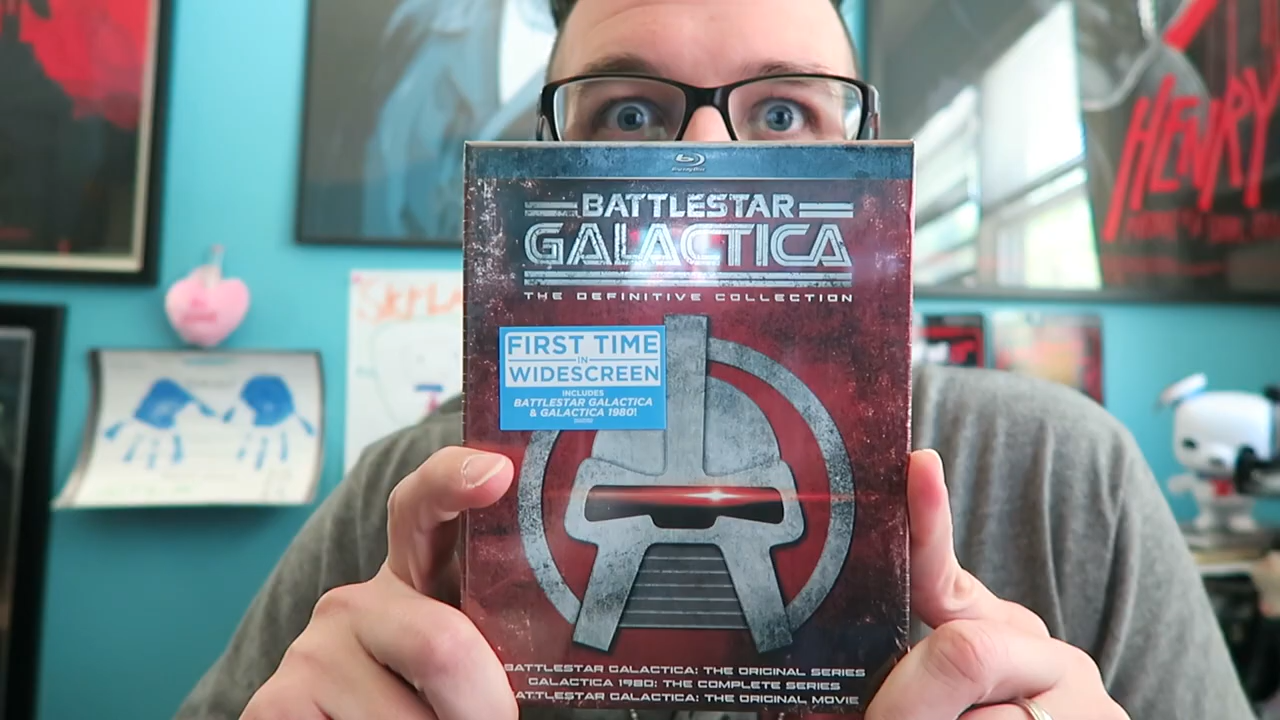 BATTLESTAR
GALACTICA
THE DEFINITIVE COLLECTION
FIRST TIME
IN
WIDESCREEN
INCLUDES
BATTLESTAR GALACTICA
& GALACTICA 1980!
BATTLESTAR GALACTICA: THE ORIGINAL SERIES
GALACTICA 1980: THE COMPLETE SERIES
BATTLESTAR GALACTICA: THE ORIGINAL MOVIE
HENRY